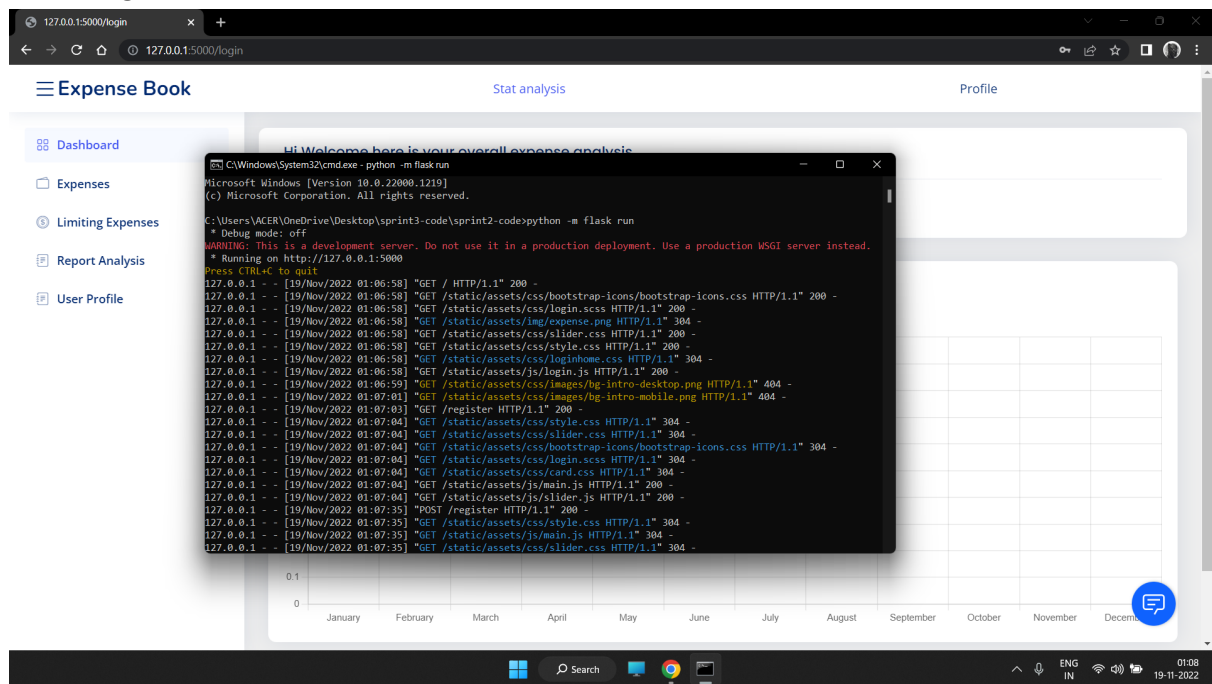 127.0.0.1:5000/login
127.0.0.1:5000/login
Expense Book
Stat analysis
Profile
Dashboard
Expenses
Limiting Expenses
Report Analysis
User Profile
Hi Welcome here is your overall expense analysis
C:\Windows\System32\cmd.exe - python -m flask run
Microsoft Windows [Version 10.0.22000.1219]
(c) Microsoft Corporation. All rights reserved.
C:\Users\ACER\OneDrive\Desktop\sprint3-code\sprint2-code>python -m flask run
* Debug mode: off
WARNING: This is a development server. Do not use it in a production deployment. Use a production WSGI server instead.
* Running on http://127.0.0.1:5000
Press CTRL+C to quit
127.0.0.1 - - [19/Nov/2022 01:06:58] "GET / HTTP/1.1" 200 -
127.0.0.1 - - [19/Nov/2022 01:06:58] "GET /static/assets/css/bootstrap-icons/bootstrap-icons.css HTTP/1.1" 200 -
127.0.0.1 - - [19/Nov/2022 01:06:58] "GET /static/assets/css/login.scss HTTP/1.1" 200 -
127.0.0.1 - - [19/Nov/2022 01:06:58] "GET /static/assets/img/expense.png HTTP/1.1" 304 -
127.0.0.1 - - [19/Nov/2022 01:06:58] "GET /static/assets/css/slider.css HTTP/1.1" 200 -
127.0.0.1 - - [19/Nov/2022 01:06:58] "GET /static/assets/css/style.css HTTP/1.1" 200 -
127.0.0.1 - - [19/Nov/2022 01:06:58] "GET /static/assets/css/loginhome.css HTTP/1.1" 304 -
127.0.0.1 - - [19/Nov/2022 01:06:58] "GET /static/assets/js/login.js HTTP/1.1" 200 -
127.0.0.1 - - [19/Nov/2022 01:06:59] "GET /static/assets/css/images/bg-intro-desktop.png HTTP/1.1" 404 -
127.0.0.1 - - [19/Nov/2022 01:07:01] "GET /static/assets/css/images/bg-intro-mobile.png HTTP/1.1" 404 -
127.0.0.1 - - [19/Nov/2022 01:07:03] "GET /register HTTP/1.1" 200 -
127.0.0.1 - - [19/Nov/2022 01:07:04] "GET /static/assets/css/style.css HTTP/1.1" 304 -
127.0.0.1 - - [19/Nov/2022 01:07:04] "GET /static/assets/css/slider.css HTTP/1.1" 304 -
127.0.0.1 - - [19/Nov/2022 01:07:04] "GET /static/assets/css/bootstrap-icons/bootstrap-icons.css HTTP/1.1" 304 -
127.0.0.1 - - [19/Nov/2022 01:07:04] "GET /static/assets/css/login.scss HTTP/1.1" 304 -
127.0.0.1 - - [19/Nov/2022 01:07:04] "GET /static/assets/css/card.css HTTP/1.1" 304 -
127.0.0.1 - - [19/Nov/2022 01:07:04] "GET /static/assets/js/main.js HTTP/1.1" 200 -
127.0.0.1 - - [19/Nov/2022 01:07:04] "GET /static/assets/js/slider.js HTTP/1.1" 200 -
127.0.0.1 - - [19/Nov/2022 01:07:35] "POST /register HTTP/1.1" 200 -
127.0.0.1 - - [19/Nov/2022 01:07:35] "GET /static/assets/css/style.css HTTP/1.1" 304 -
127.0.0.1 - - [19/Nov/2022 01:07:35] "GET /static/assets/js/main.js HTTP/1.1" 304 -
127.0.0.1 - - [19/Nov/2022 01:07:35] "GET /static/assets/css/slider.css HTTP/1.1" 304 -
0.1
0
January February March April May June July August September October November Decem
Search
ENG
IN
01:08
19-11-2022